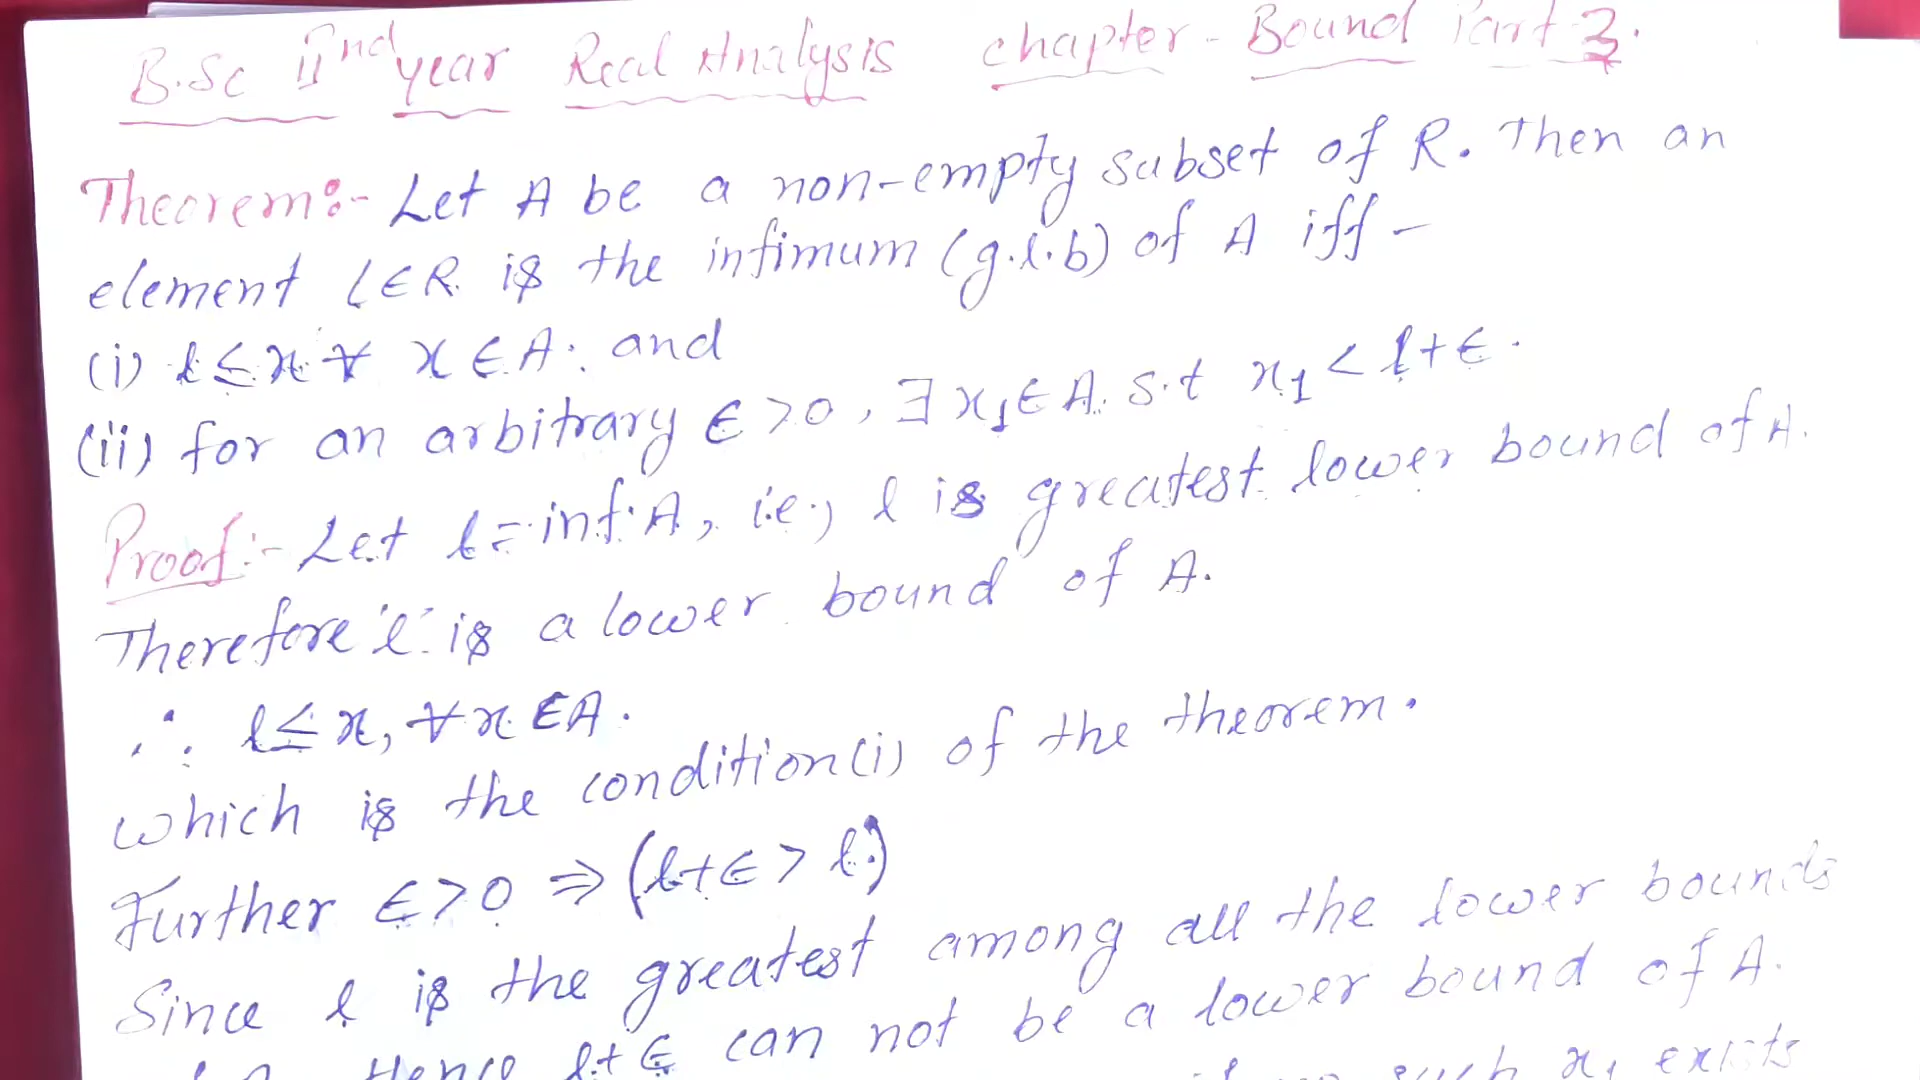 B.Sc IInd year Real Analysis chapter - Bound Part 3.
Theorem:- Let A be a non-empty subset of R. Then an
element l∈R is the infimum (g.l.b) of A iff -
(i) l≤x ∀ x∈A; and
(ii) for an arbitrary ∈>0, ∃ x₁∈A s.t x₁ < l+∈.
Proof:- Let l = inf A, i.e., l is greatest lower bound of A.
Therefore 'l' is a lower bound of A.
∴ l≤x, ∀x∈A.
which is the condition(i) of the theorem.
Further ∈>0 ⇒ (l+∈ > l)
Since l is the greatest among all the lower bounds
Hence l+∈ can not be a lower bound of A.
such x₁ exists